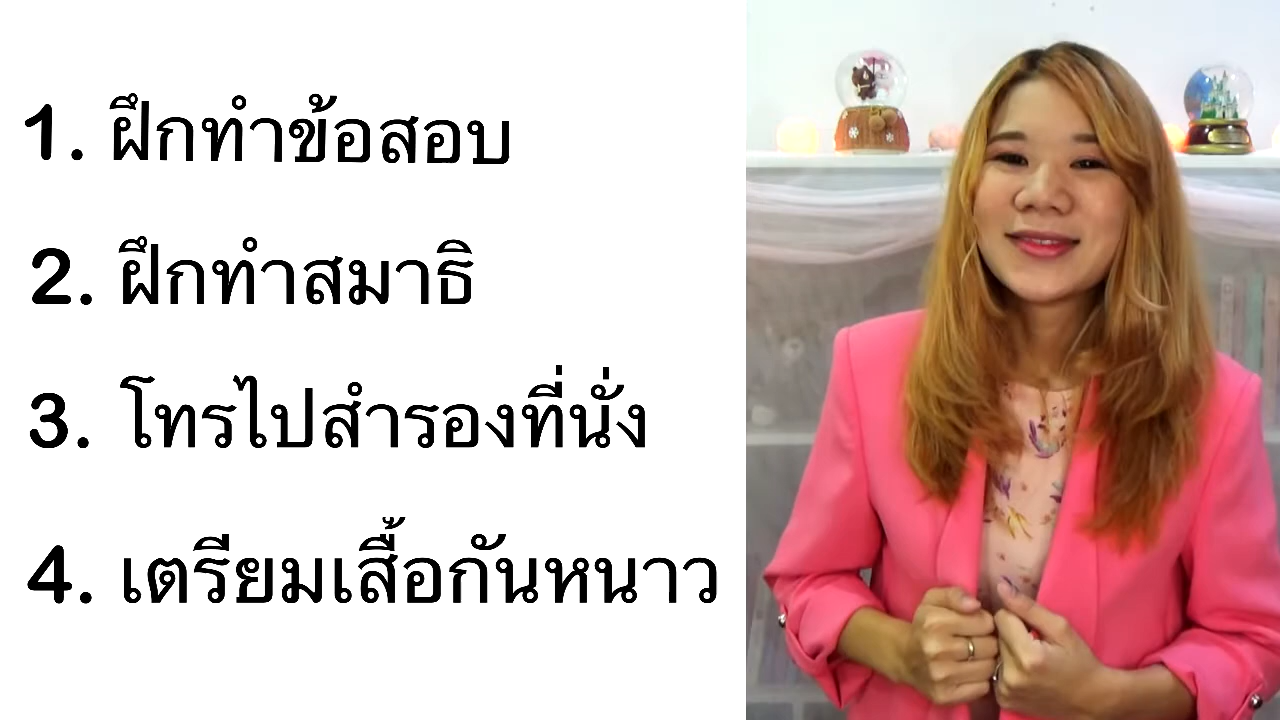 1. ฝึกทำข้อสอบ
2. ฝึกทำสมาธิ
3. โทรไปสำรองที่นั่ง
4. เตรียมเสื้อกันหนาว